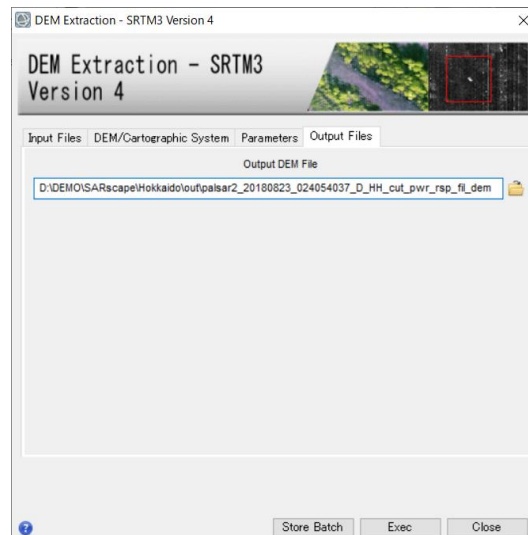 DEM Extraction - SRTM3 Version 4
DEM Extraction - SRTM3
Version 4
Input Files DEM/Cartographic System Parameters Output Files
Output DEM File
D:\DEMO\SARscape\Hokkaido\out\palsar2_20180823_024054037_D_HH_cut_pwr_rsp_fil_dem
Store Batch Exec Close